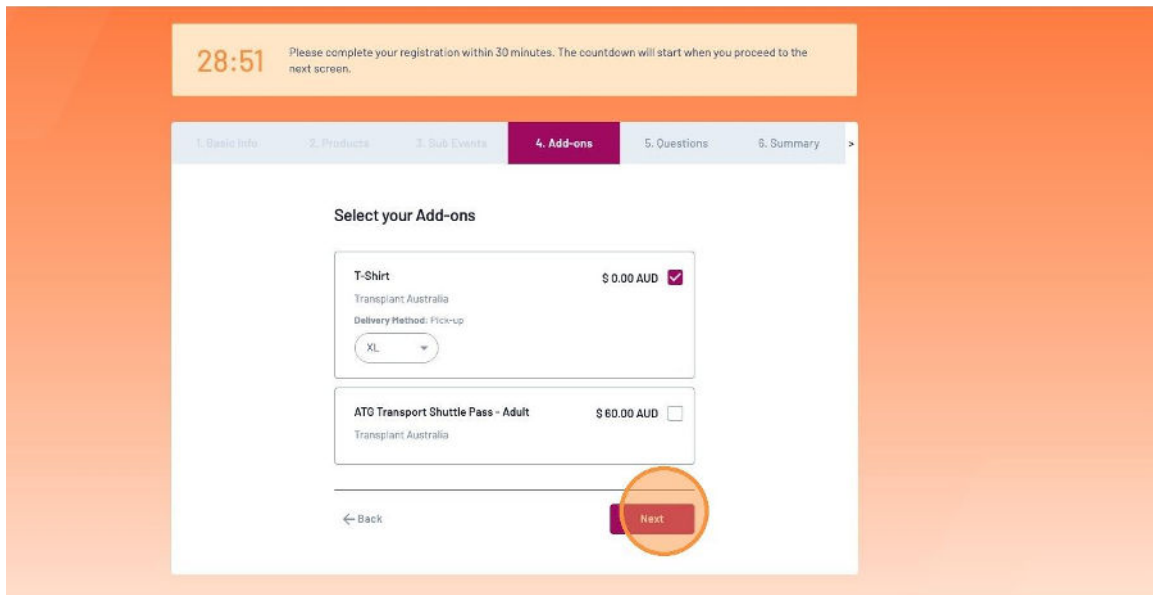 28:51
Please complete your registration within 30 minutes. The countdown will start when you proceed to the
next screen.
1. Basic Info 2. Products 3. Sub Events 4. Add-ons 5. Questions 6. Summary >
Select your Add-ons
T-Shirt $ 0.00 AUD
Transplant Australia
Delivery Method: Pick-up
XL
ATG Transport Shuttle Pass - Adult $ 60.00 AUD
Transplant Australia
← Back Next